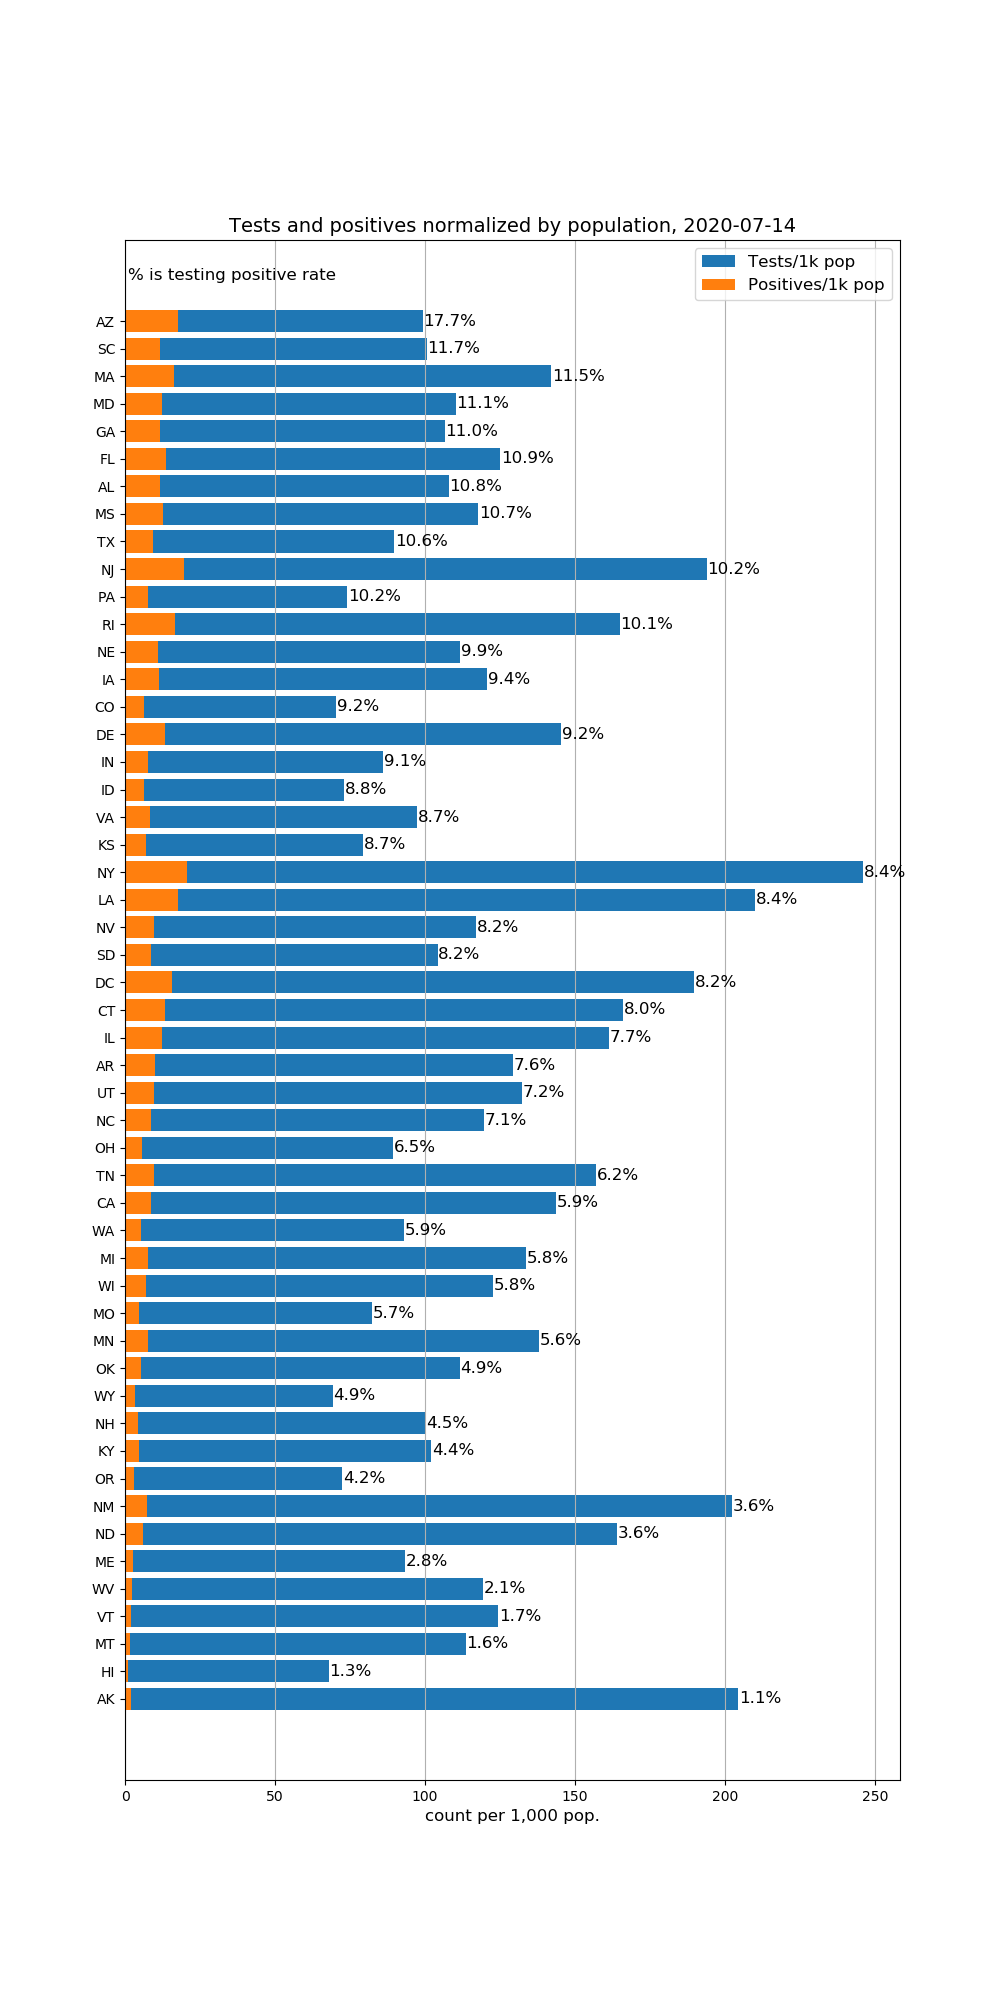 Tests and positives normalized by population, 2020-07-14
% is testing positive rate
Tests/1k pop
Positives/1k pop
AZ 17.7%
SC 11.7%
MA 11.5%
MD 11.1%
GA 11.0%
FL 10.9%
AL 10.8%
MS 10.7%
TX 10.6%
NJ 10.2%
PA 10.2%
RI 10.1%
NE 9.9%
IA 9.4%
CO 9.2%
DE 9.2%
IN 9.1%
ID 8.8%
VA 8.7%
KS 8.7%
NY 8.4%
LA 8.4%
NV 8.2%
SD 8.2%
DC 8.2%
CT 8.0%
IL 7.7%
AR 7.6%
UT 7.2%
NC 7.1%
OH 6.5%
TN 6.2%
CA 5.9%
WA 5.9%
MI 5.8%
WI 5.8%
MO 5.7%
MN 5.6%
OK 4.9%
WY 4.9%
NH 4.5%
KY 4.4%
OR 4.2%
NM 3.6%
ND 3.6%
ME 2.8%
WV 2.1%
VT 1.7%
MT 1.6%
HI 1.3%
AK 1.1%
0 50 100 150 200 250
count per 1,000 pop.